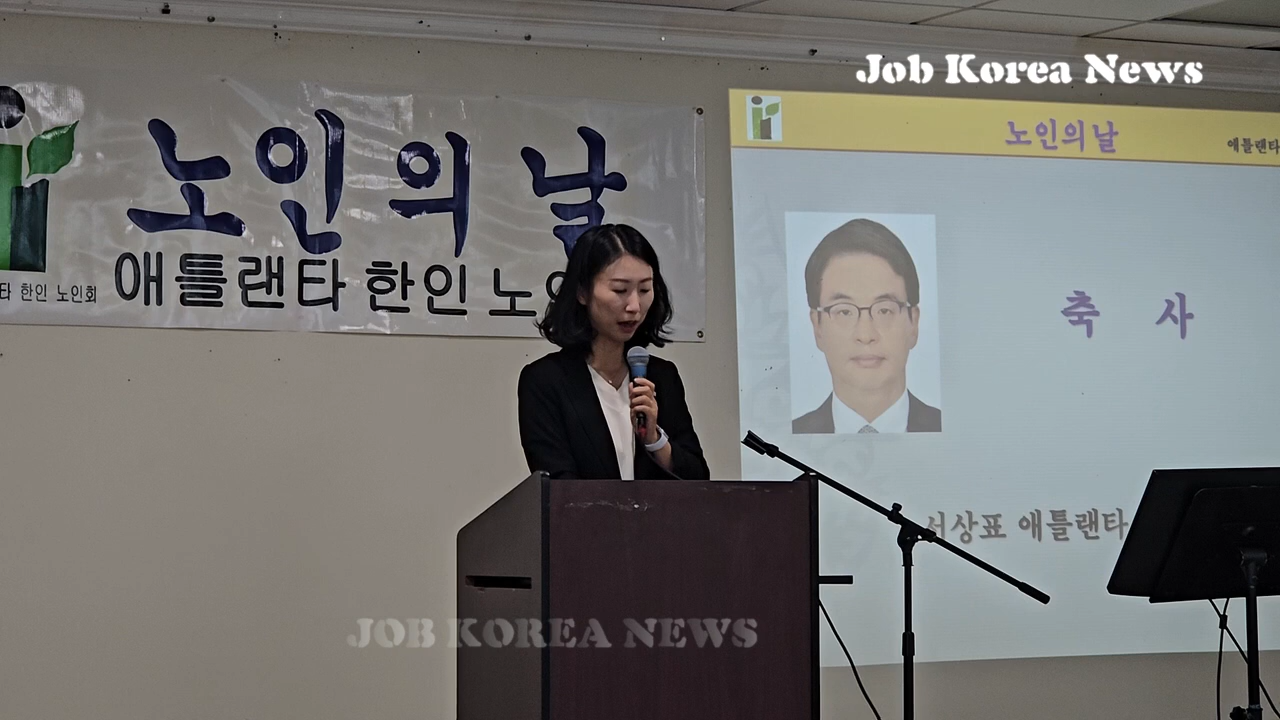 Job Korea News
노인의 날
애틀랜타 한인 노
타 한인 노인회
노인의날
애틀랜타
축 사
서상표 애틀랜타
JOB KOREA NEWS